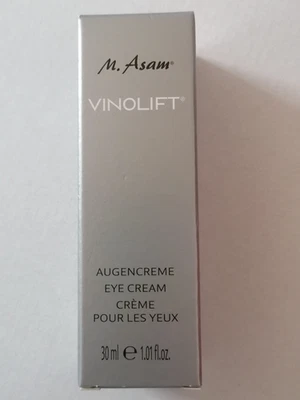 M. Asam®
VINOLIFT®
AUGENCREME
EYE CREAM
CRÈME
POUR LES YEUX
30 ml ℮ 1.01 fl.oz.